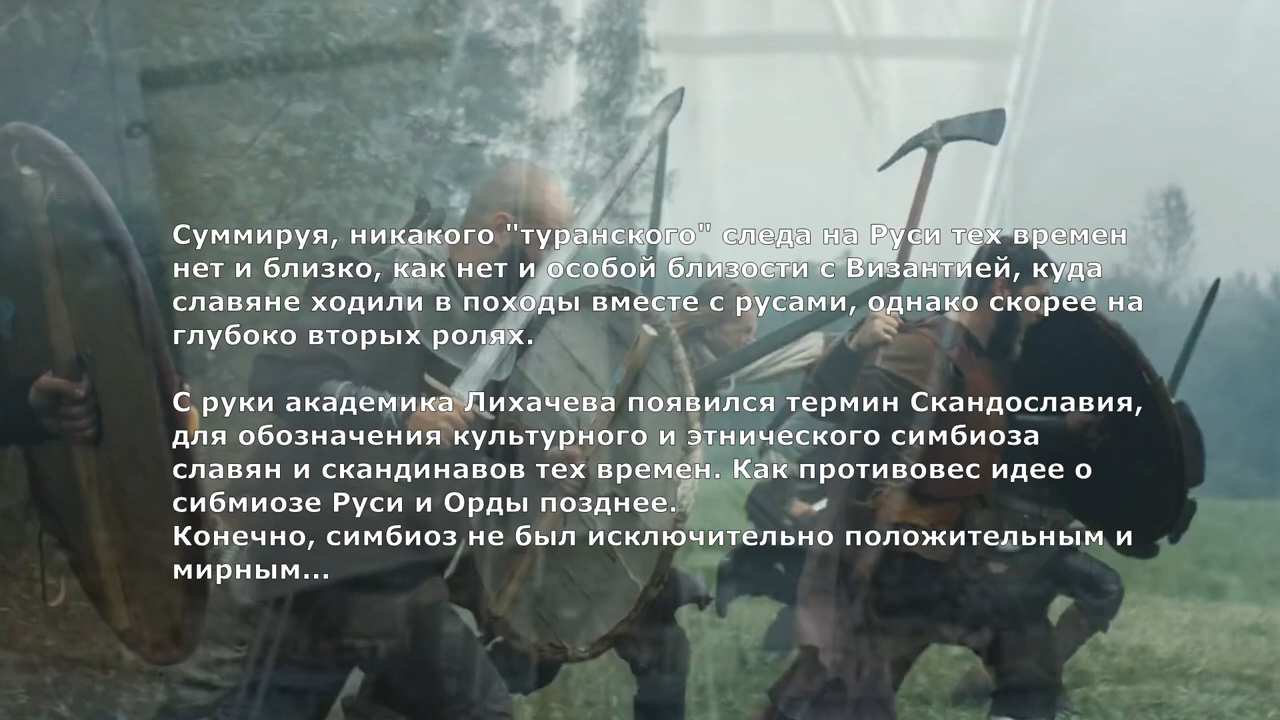 Суммируя, никакого "туранского" следа на Руси тех времен
нет и близко, как нет и особой близости с Византией, куда
славяне ходили в походы вместе с русами, однако скорее на
глубоко вторых ролях.
С руки академика Лихачева появился термин Скандославия,
для обозначения культурного и этнического симбиоза
славян и скандинавов тех времен. Как противовес идее о
сибмиозе Руси и Орды позднее.
Конечно, симбиоз не был исключительно положительным и
мирным...